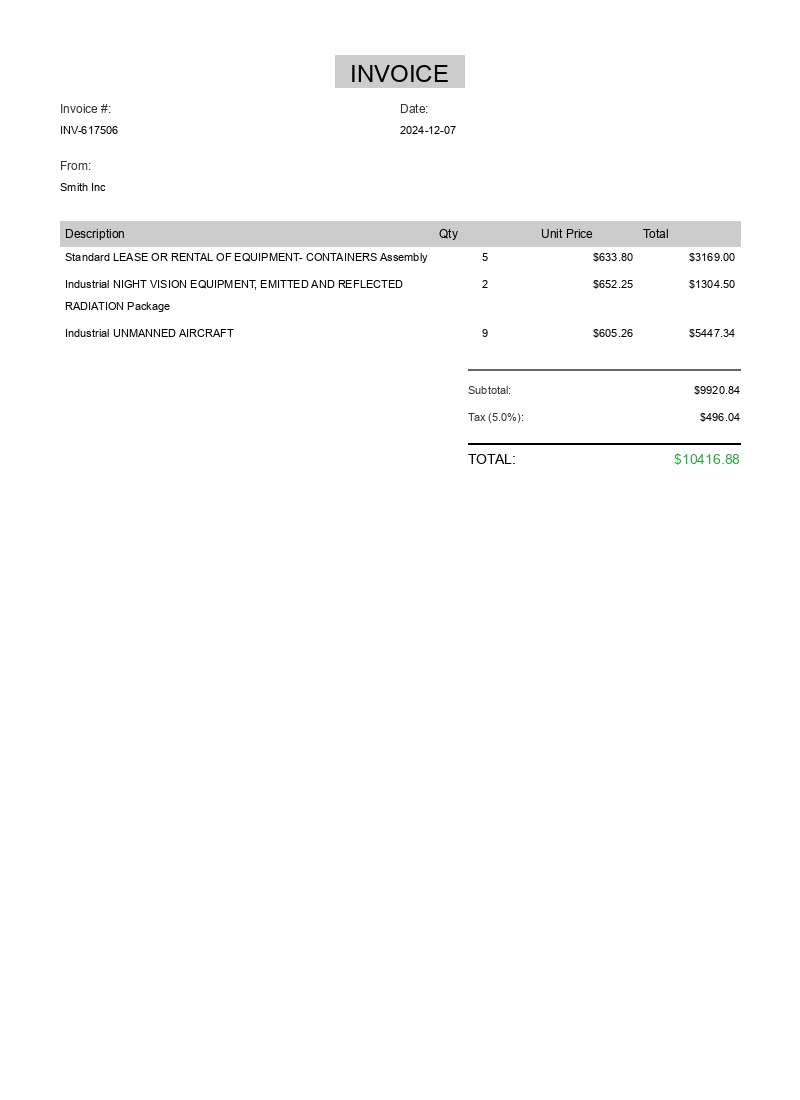 INVOICE
Invoice #: Date:
INV-617506 2024-12-07
From:
Smith Inc
Description Qty Unit Price Total
Standard LEASE OR RENTAL OF EQUIPMENT- CONTAINERS Assembly 5 $633.80 $3169.00
Industrial NIGHT VISION EQUIPMENT, EMITTED AND REFLECTED 2 $652.25 $1304.50
RADIATION Package
Industrial UNMANNED AIRCRAFT 9 $605.26 $5447.34
Subtotal: $9920.84
Tax (5.0%): $496.04
TOTAL: $10416.88